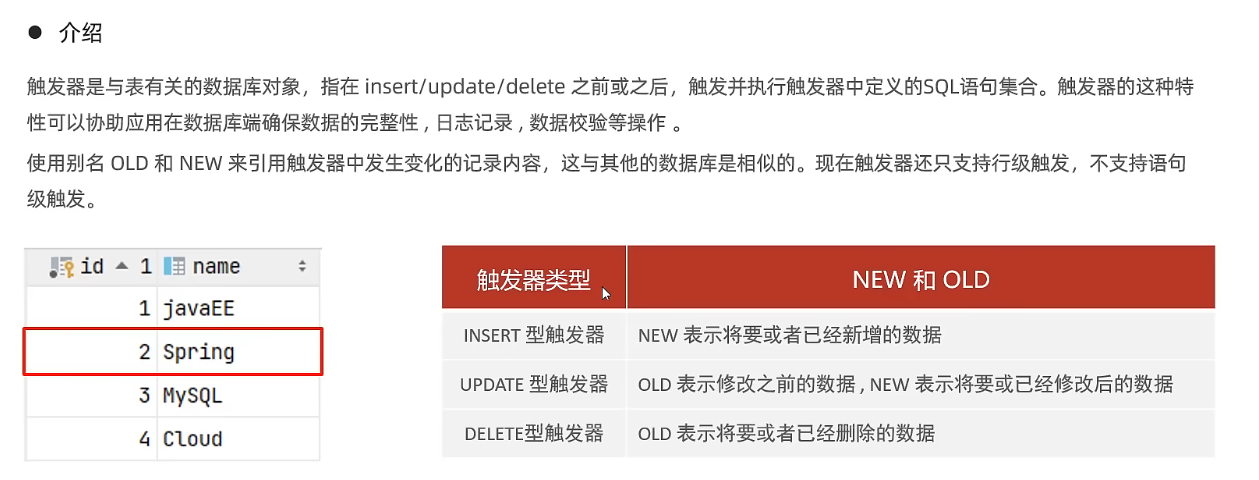 ● 介绍
触发器是与表有关的数据库对象，指在 insert/update/delete 之前或之后，触发并执行触发器中定义的SQL语句集合。触发器的这种特
性可以协助应用在数据库端确保数据的完整性 , 日志记录 , 数据校验等操作 。
使用别名 OLD 和 NEW 来引用触发器中发生变化的记录内容，这与其他的数据库是相似的。现在触发器还只支持行级触发，不支持语句
级触发。
id 1 name
1 javaEE
2 Spring
3 MySQL
4 Cloud
触发器类型 NEW 和 OLD
INSERT 型触发器 NEW 表示将要或者已经新增的数据
UPDATE 型触发器 OLD 表示修改之前的数据 , NEW 表示将要或已经修改后的数据
DELETE型触发器 OLD 表示将要或者已经删除的数据